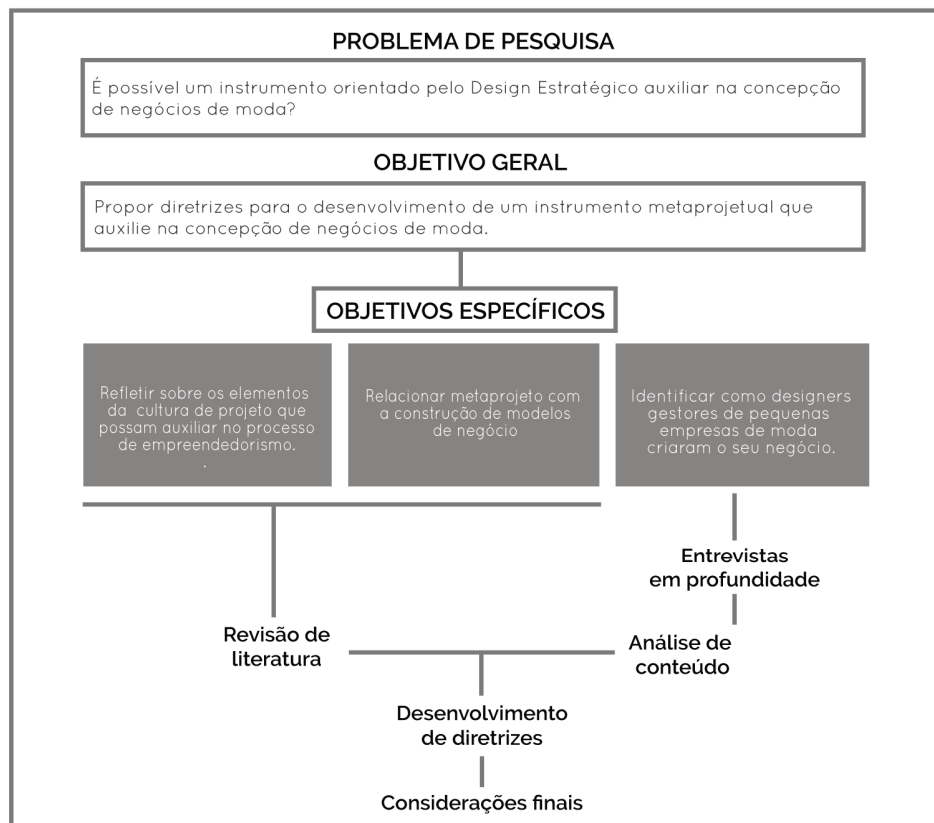 PROBLEMA DE PESQUISA
É possível um instrumento orientado pelo Design Estratégico auxiliar na concepção
de negócios de moda?
OBJETIVO GERAL
Propor diretrizes para o desenvolvimento de um instrumento metaprojetual que
auxilie na concepção de negócios de moda.
OBJETIVOS ESPECÍFICOS
Refletir sobre os elementos
da cultura de projeto que
possam auxiliar no processo
de empreendedorismo.
.
Relacionar metaprojeto com
a construção de modelos
de negócio
Identificar como designers
gestores de pequenas
empresas de moda
criaram o seu negócio.
Entrevistas
em profundidade
Revisão de
literatura
Análise de
conteúdo
Desenvolvimento
de diretrizes
Considerações finais